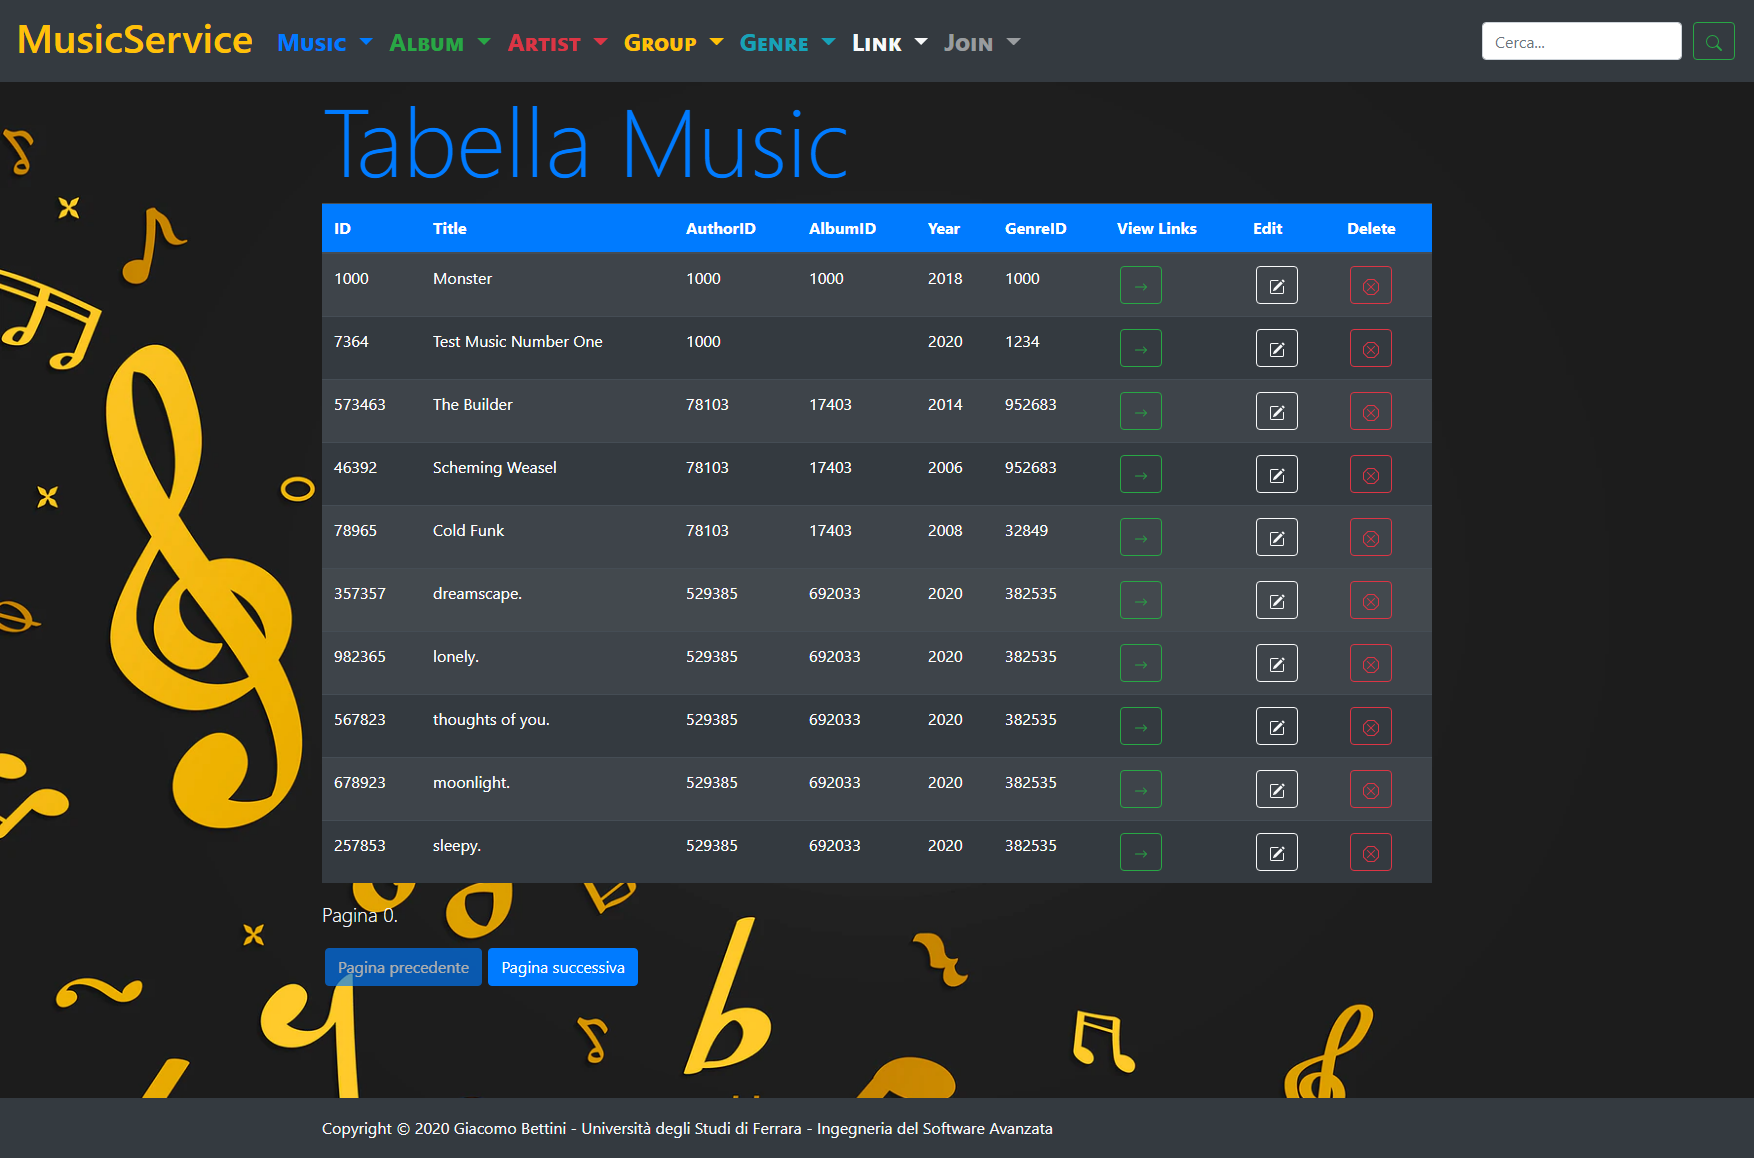 MusicService Music Album Artist Group Genre Link Join Cerca...
Tabella Music
ID Title AuthorID AlbumID Year GenreID View Links Edit Delete
1000 Monster 1000 1000 2018 1000
7364 Test Music Number One 1000 2020 1234
573463 The Builder 78103 17403 2014 952683
46392 Scheming Weasel 78103 17403 2006 952683
78965 Cold Funk 78103 17403 2008 32849
357357 dreamscape. 529385 692033 2020 382535
982365 lonely. 529385 692033 2020 382535
567823 thoughts of you. 529385 692033 2020 382535
678923 moonlight. 529385 692033 2020 382535
257853 sleepy. 529385 692033 2020 382535
Pagina 0.
Pagina precedente Pagina successiva
Copyright © 2020 Giacomo Bettini - Università degli Studi di Ferrara - Ingegneria del Software Avanzata